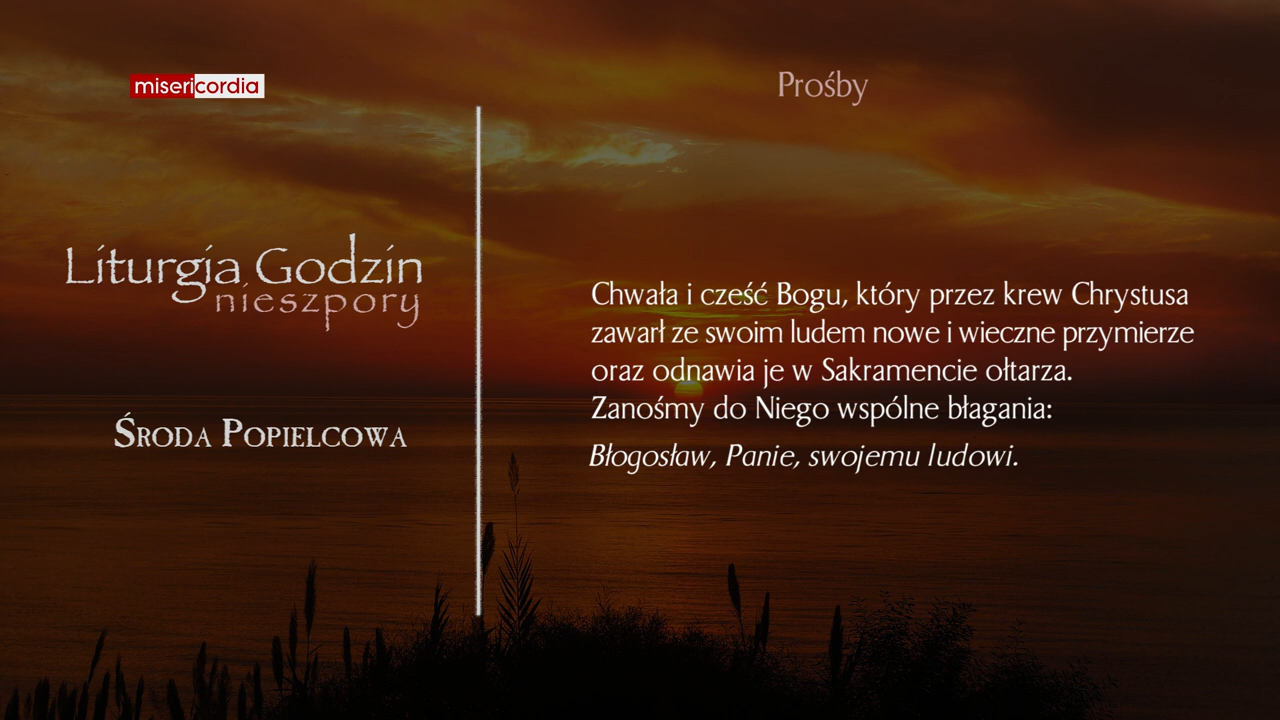 misericordia
Prośby
Liturgia Godzin
nieszpory
Środa Popielcowa
Chwała i cześć Bogu, który przez krew Chrystusa
zawarł ze swoim ludem nowe i wieczne przymierze
oraz odnawia je w Sakramencie ołtarza.
Zanośmy do Niego wspólne błagania:
Błogosław, Panie, swojemu ludowi.